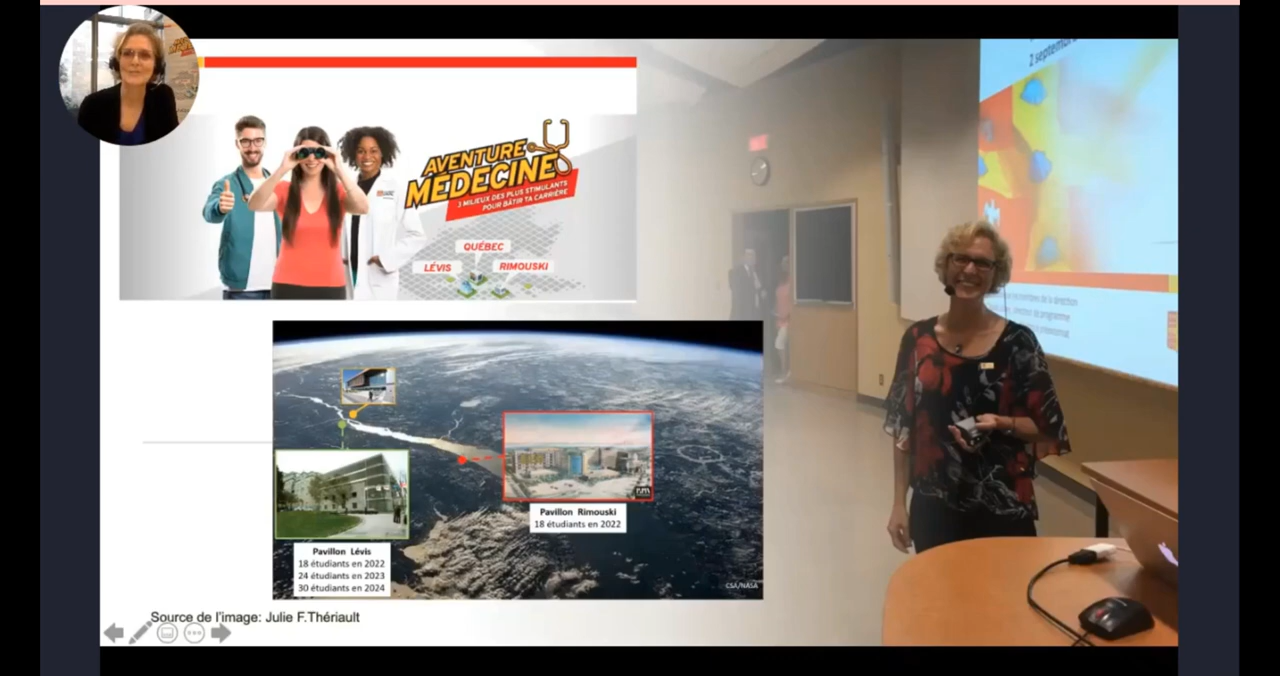 AVENTURE
MÉDECINE
3 MILIEUX DES PLUS STIMULANTS
POUR BÂTIR TA CARRIÈRE
QUÉBEC
LÉVIS
RIMOUSKI
2 septembre
Pavillon Rimouski
18 étudiants en 2022
Pavillon Lévis
18 étudiants en 2022
24 étudiants en 2023
30 étudiants en 2024
CSA/NASA
Source de l'image: Julie F.Thériault